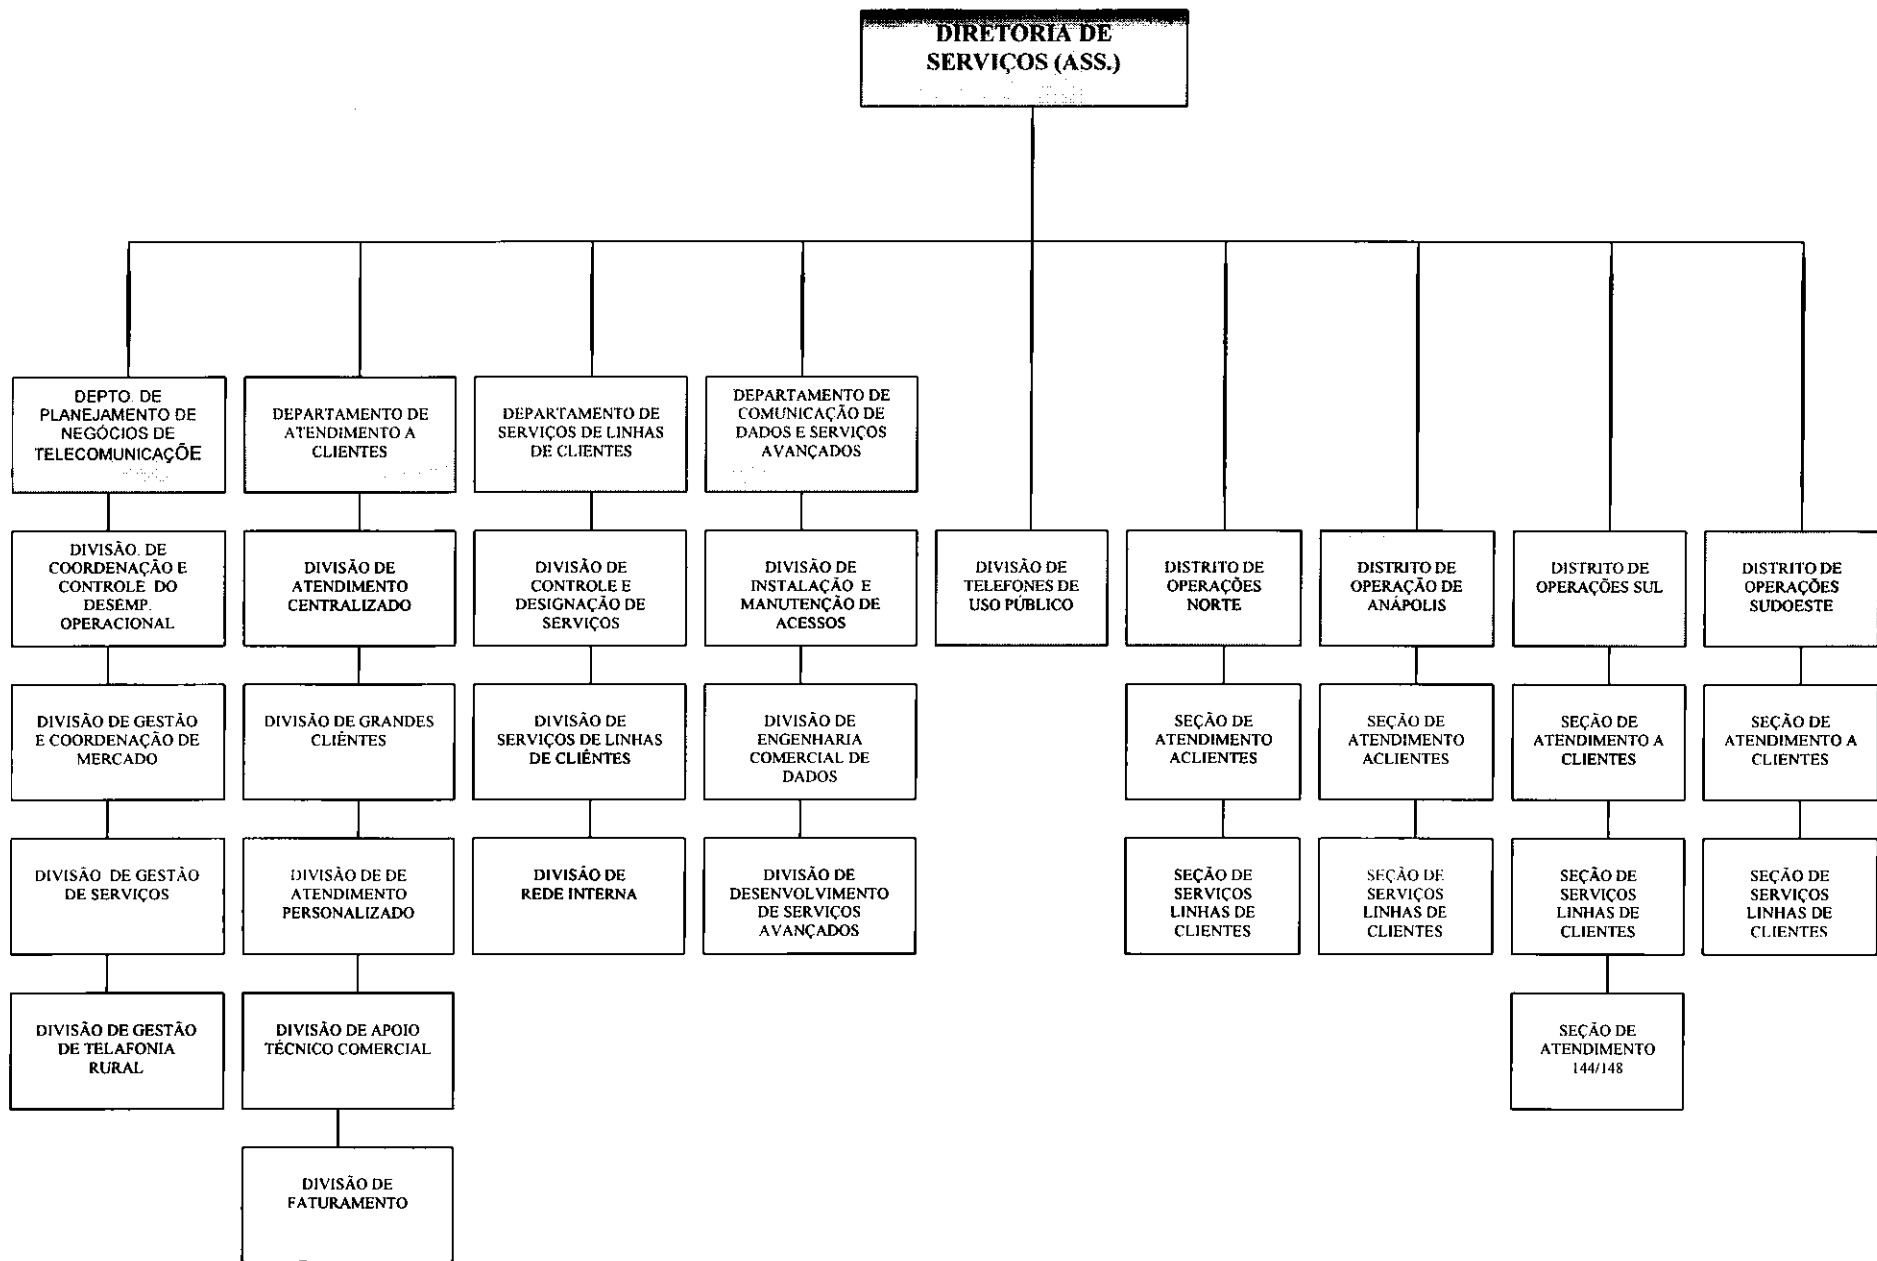 DIRETORIA DE
SERVIÇOS (ASS.)
DEPTO. DE
PLANEJAMENTO DE
NEGÓCIOS DE
TELECOMUNICAÇÕE
DEPARTAMENTO DE
ATENDIMENTO A
CLIENTES
DEPARTAMENTO DE
SERVIÇOS DE LINHAS
DE CLIENTES
DEPARTAMENTO DE
COMUNICAÇÃO DE
DADOS E SERVIÇOS
AVANÇADOS
DIVISÃO. DE
COORDENAÇÃO E
CONTROLE DO
DESEMP.
OPERACIONAL
DIVISÃO DE
ATENDIMENTO
CENTRALIZADO
DIVISÃO DE
CONTROLE E
DESIGNAÇÃO DE
SERVIÇOS
DIVISÃO DE
INSTALAÇÃO E
MANUTENÇÃO DE
ACESSOS
DIVISÃO DE
TELEFONES DE
USO PÚBLICO
DISTRITO DE
OPERAÇÕES
NORTE
DISTRITO DE
OPERAÇÃO DE
ANÁPOLIS
DISTRITO DE
OPERAÇÕES SUL
DISTRITO DE
OPERAÇÕES
SUDOESTE
DIVISÃO DE GESTÃO
E COORDENAÇÃO DE
MERCADO
DIVISÃO DE GRANDES
CLIÊNTES
DIVISÃO DE
SERVIÇOS DE LINHAS
DE CLIÊNTES
DIVISÃO DE
ENGENHARIA
COMERCIAL DE
DADOS
SEÇÃO DE
ATENDIMENTO
ACLIENTES
SEÇÃO DE
ATENDIMENTO
ACLIENTES
SEÇÃO DE
ATENDIMENTO A
CLIENTES
SEÇÃO DE
ATENDIMENTO A
CLIENTES
DIVISÃO DE GESTÃO
DE SERVIÇOS
DIVISÃO DE DE
ATENDIMENTO
PERSONALIZADO
DIVISÃO DE
REDE INTERNA
DIVISÃO DE
DESENVOLVIMENTO
DE SERVIÇOS
AVANÇADOS
SEÇÃO DE
SERVIÇOS
LINHAS DE
CLIENTES
SEÇÃO DE
SERVIÇOS
LINHAS DE
CLIENTES
SEÇÃO DE
SERVIÇOS
LINHAS DE
CLIENTES
SEÇÃO DE
SERVIÇOS
LINHAS DE
CLIENTES
DIVISÃO DE GESTÃO
DE TELAFONIA
RURAL
DIVISÃO DE APOIO
TÉCNICO COMERCIAL
SEÇÃO DE
ATENDIMENTO
144/148
DIVISÃO DE
FATURAMENTO